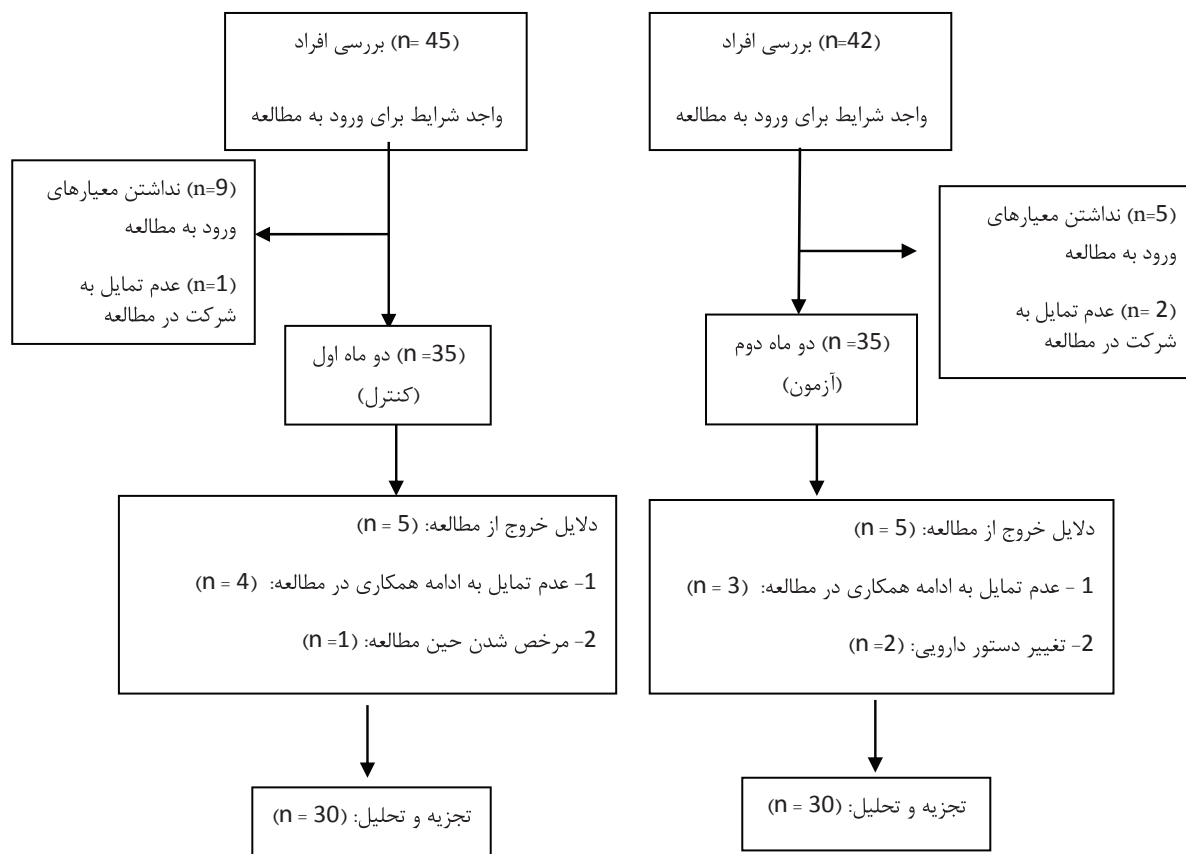 بررسی افراد (n=42)
واجد شرایط برای ورود به مطالعه
نداشتن معیارهای (n=5)
ورود به مطالعه
عدم تمایل به (n= 2)
شرکت در مطالعه
دو ماه دوم (n =35)
(آزمون)
دلایل خروج از مطالعه: (n = 5)
1 - عدم تمایل به ادامه همکاری در مطالعه: (n = 3)
2- تغییر دستور دارویی: (n =2)
تجزیه و تحلیل: (n = 30)
بررسی افراد (n= 45)
واجد شرایط برای ورود به مطالعه
نداشتن معیارهای (n=9)
ورود به مطالعه
عدم تمایل به (n=1)
شرکت در مطالعه
دو ماه اول (n =35)
(کنترل)
دلایل خروج از مطالعه: (n = 5)
1- عدم تمایل به ادامه همکاری در مطالعه: (n = 4)
2- مرخص شدن حین مطالعه: (n =1)
تجزیه و تحلیل: (n = 30)